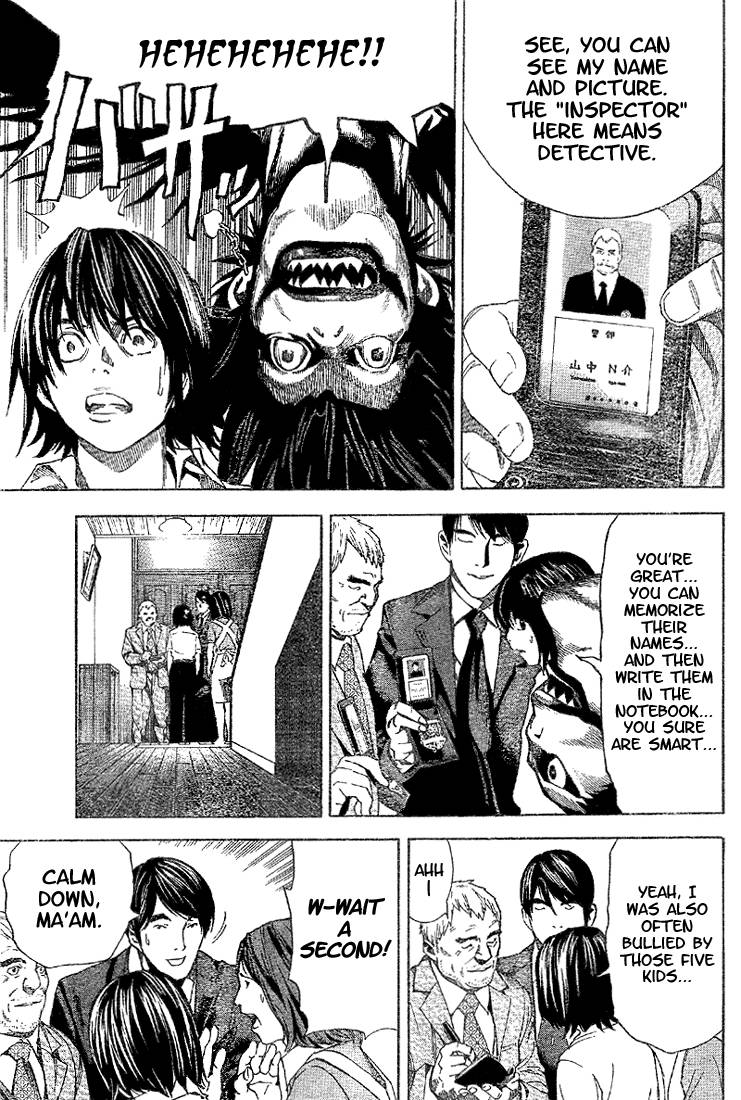 SEE, YOU CAN
SEE MY NAME
AND PICTURE.
THE "INSPECTOR"
HERE MEANS
DETECTIVE.
警部
山中 N介
HEHEHEHEHE!!
バサッ
YOU'RE
GREAT...
YOU CAN
MEMORIZE
THEIR
NAMES...
...AND THEN
WRITE THEM
IN THE
NOTEBOOK...
YOU SURE
ARE SMART...
YEAH, I
WAS ALSO
OFTEN
BULLIED BY
THOSE FIVE
KIDS...
AHH
!
W-WAIT
A
SECOND!
CALM
DOWN,
MA'AM.